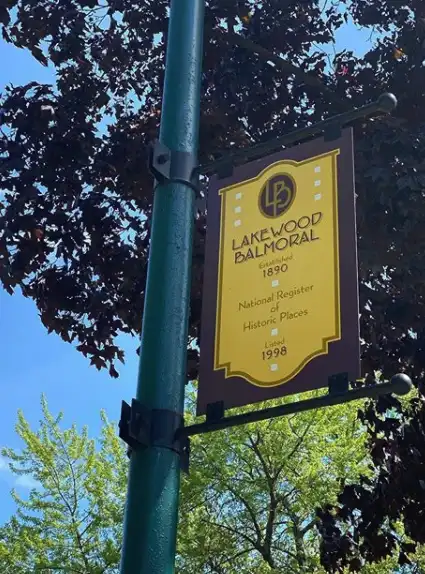 LB
LAKEWOOD
BALMORAL
Established
1890
National Register
of
Historic Places
Listed
1998